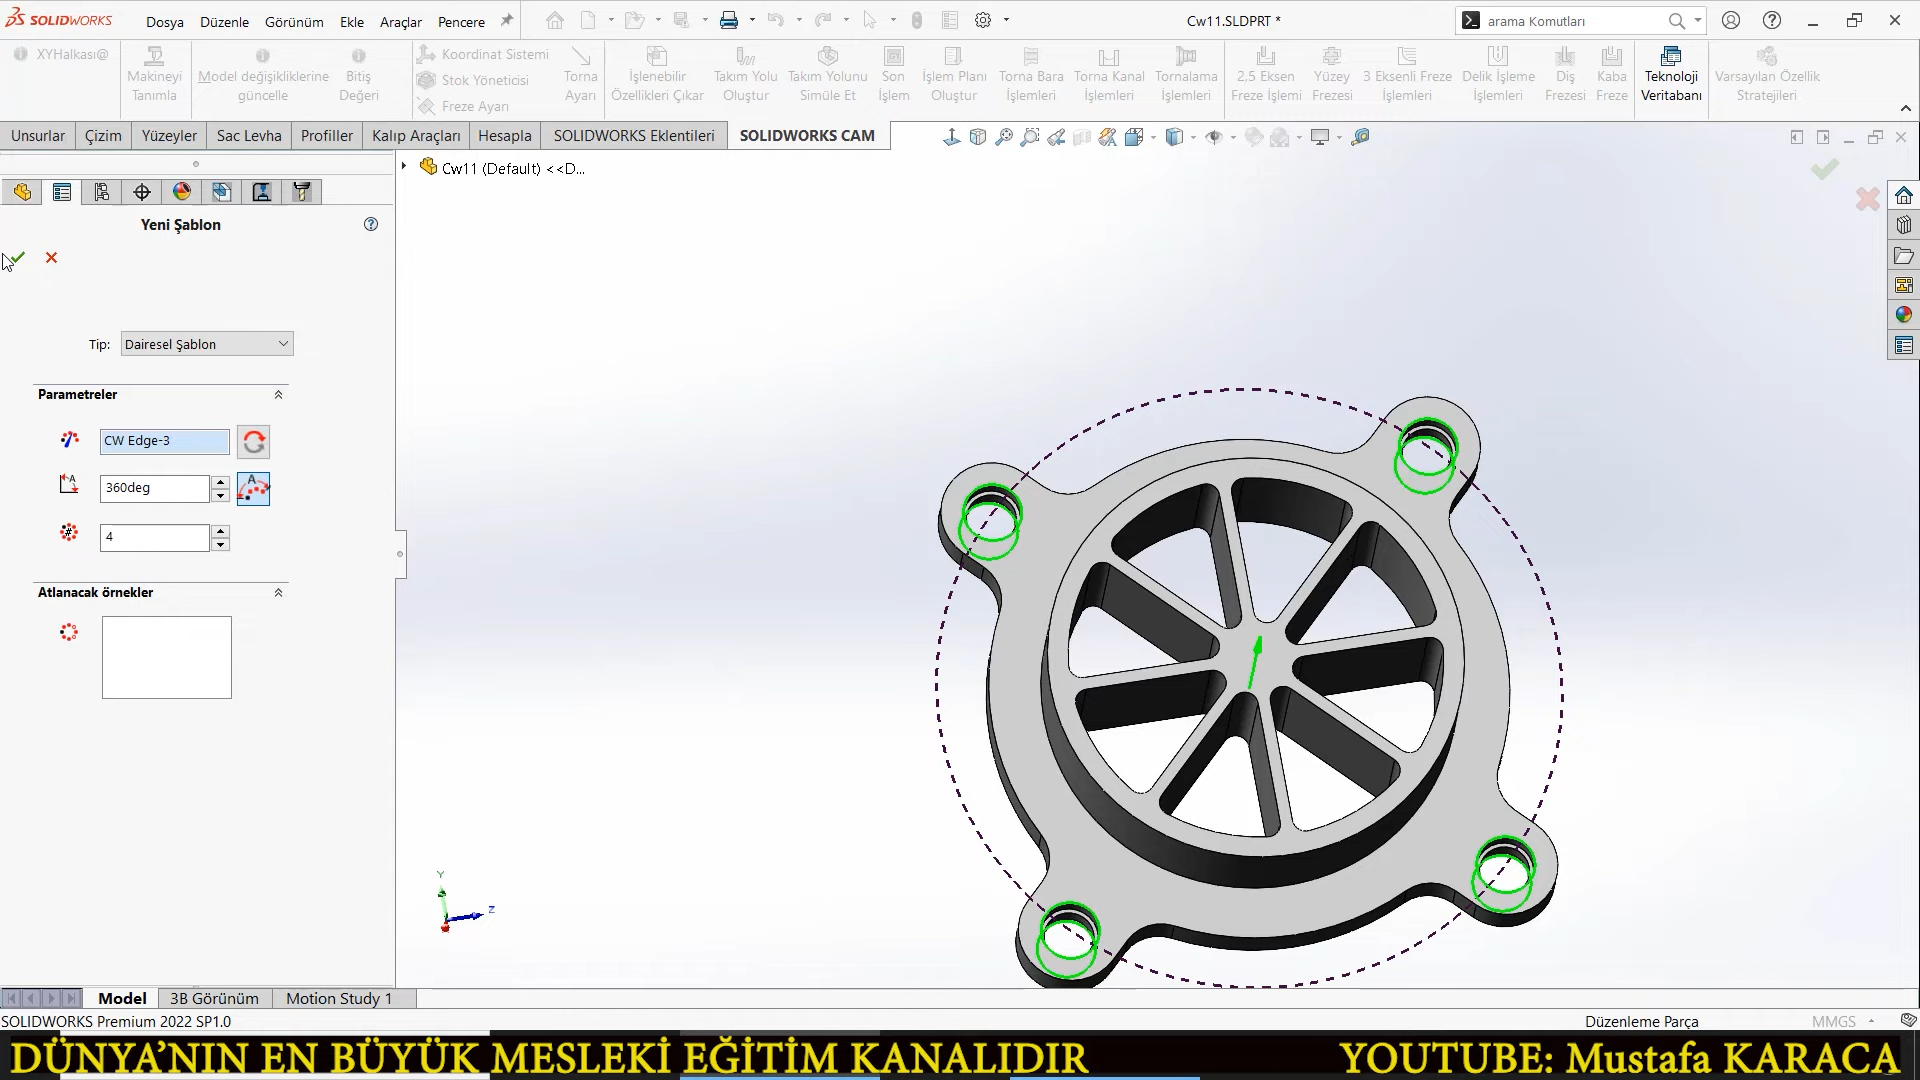 SOLIDWORKS
Dosya Düzenle Görünüm Ekle Araçlar Pencere
Cw11.SLDPRT *
arama Komutları
XYHalkası@
Makineyi Tanımla
Model değişikliklerine güncelle
Bitiş Değeri
Koordinat Sistemi
Stok Yöneticisi
Freze Ayarı
Torna Ayarı
İşlenebilir Özellikleri Çıkar
Takım Yolu Oluştur
Takım Yolunu Simüle Et
Son İşlem
İşlem Planı Oluştur
Torna Bara İşlemleri
Torna Kanal İşlemleri
Tornalama İşlemleri
2,5 Eksen Freze İşlemi
Yüzey Frezesi
3 Eksenli Freze İşlemleri
Delik İşleme İşlemleri
Diş Frezesi
Kaba Freze
Teknoloji Veritabanı
Varsayılan Özellik Stratejileri
Unsurlar Çizim Yüzeyler Sac Levha Profiller Kalıp Araçları Hesapla SOLIDWORKS Eklentileri SOLIDWORKS CAM
Cw11 (Default) <<D...
Yeni Şablon
Tip: Dairesel Şablon
Parametreler
CW Edge-3
360deg
4
Atlanacak örnekler
Y
Z
Model 3B Görünüm Motion Study 1
SOLIDWORKS Premium 2022 SP1.0
Düzenleme Parça
MMGS
DÜNYA'NIN EN BÜYÜK MESLEKİ EĞİTİM KANALIDIR
YOUTUBE: Mustafa KARACA